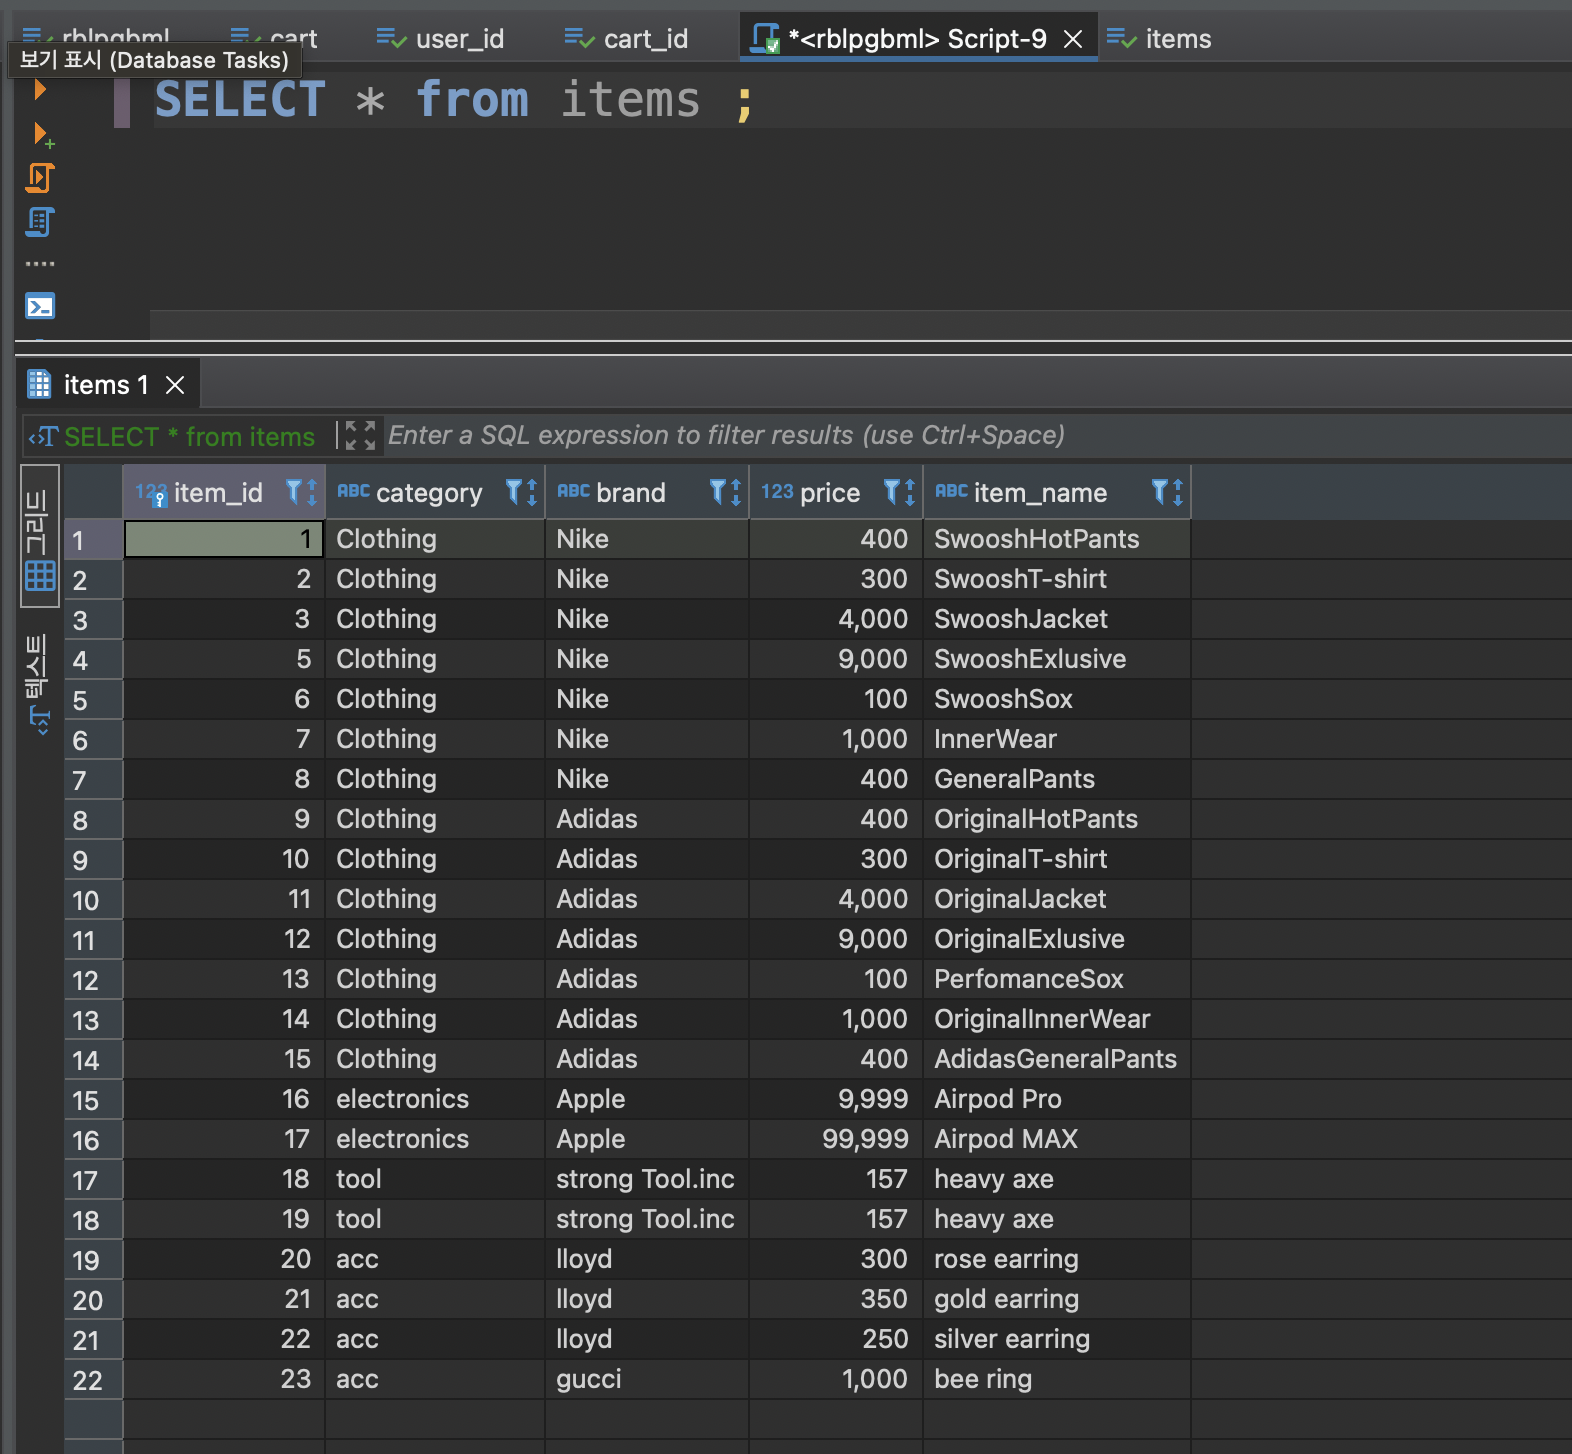 rblpgbml cart user_id cart_id *<rblpgbml> Script-9 items
보기 표시 (Database Tasks)
SELECT * from items ;
items 1
SELECT * from items Enter a SQL expression to filter results (use Ctrl+Space)
그리드
텍스트
123 item_id ABC category ABC brand 123 price ABC item_name
1 1 Clothing Nike 400 SwooshHotPants
2 2 Clothing Nike 300 SwooshT-shirt
3 3 Clothing Nike 4,000 SwooshJacket
4 5 Clothing Nike 9,000 SwooshExlusive
5 6 Clothing Nike 100 SwooshSox
6 7 Clothing Nike 1,000 InnerWear
7 8 Clothing Nike 400 GeneralPants
8 9 Clothing Adidas 400 OriginalHotPants
9 10 Clothing Adidas 300 OriginalT-shirt
10 11 Clothing Adidas 4,000 OriginalJacket
11 12 Clothing Adidas 9,000 OriginalExlusive
12 13 Clothing Adidas 100 PerfomanceSox
13 14 Clothing Adidas 1,000 OriginalInnerWear
14 15 Clothing Adidas 400 AdidasGeneralPants
15 16 electronics Apple 9,999 Airpod Pro
16 17 electronics Apple 99,999 Airpod MAX
17 18 tool strong Tool.inc 157 heavy axe
18 19 tool strong Tool.inc 157 heavy axe
19 20 acc lloyd 300 rose earring
20 21 acc lloyd 350 gold earring
21 22 acc lloyd 250 silver earring
22 23 acc gucci 1,000 bee ring